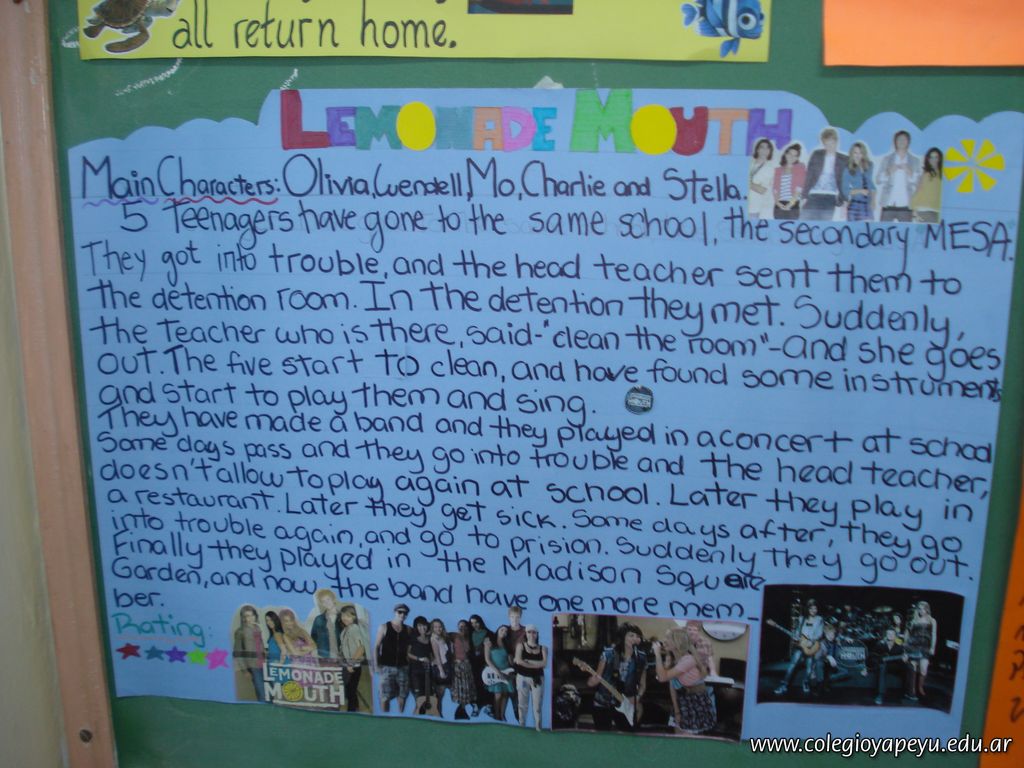 all return home.
LEMONADE MOUTH
Main Characters: Olivia, Wendell, Mo, Charlie and Stella.
5 Teenagers have gone to the same school, the secondary MESA.
They got into trouble, and the head teacher sent them to
the detention room. In the detention they met. Suddenly,
the Teacher who is there, said-"clean the room"-and she goes
out. The five start to clean, and have found some instruments
and start to play them and sing.
They have made a band and they played in a concert at school
Some days pass and they go into trouble and the head teacher,
doesn't allow to play again at school. Later they play in
a restaurant. Later they get sick. Some days after, they go
into trouble again, and go to prision. Suddenly they go out.
Finally they played in the Madison Square
Garden, and now the band have one more mem_
ber.
Rating:
LEMONADE
MOUTH
www.colegioyapeyu.edu.ar